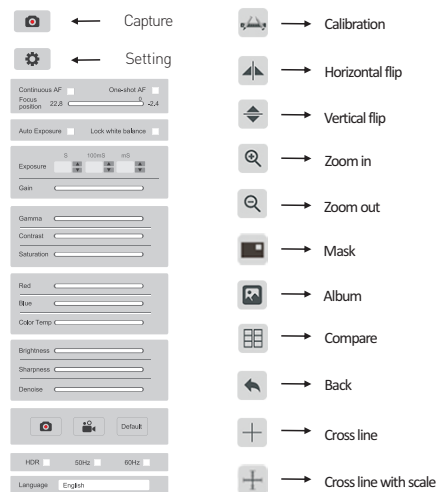 Capture
Setting
Continuous AF One-shot AF
Focus position 22.8 0 -2.4
Auto Exposure Lock white balance
S 100mS mS
Exposure
Gain
Gamma
Contrast
Saturation
Red
Blue
Color Temp
Brightness
Sharpness
Denoise
Default
HDR 50Hz 60Hz
Language English
Calibration
Horizontal flip
Vertical flip
Zoom in
Zoom out
Mask
Album
Compare
Back
Cross line
Cross line with scale